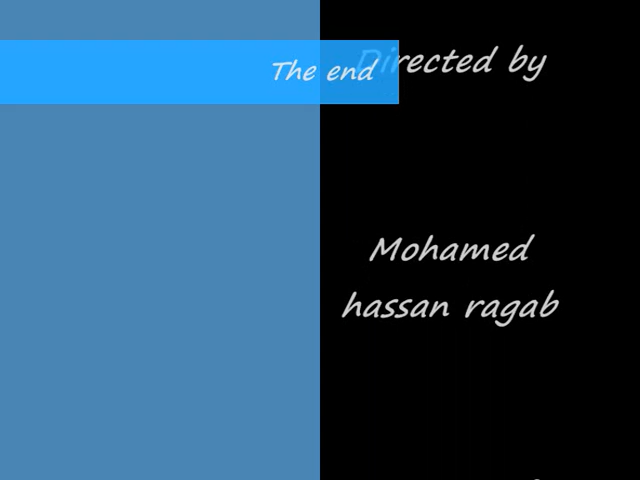 The end
Directed by
Mohamed
hassan ragab